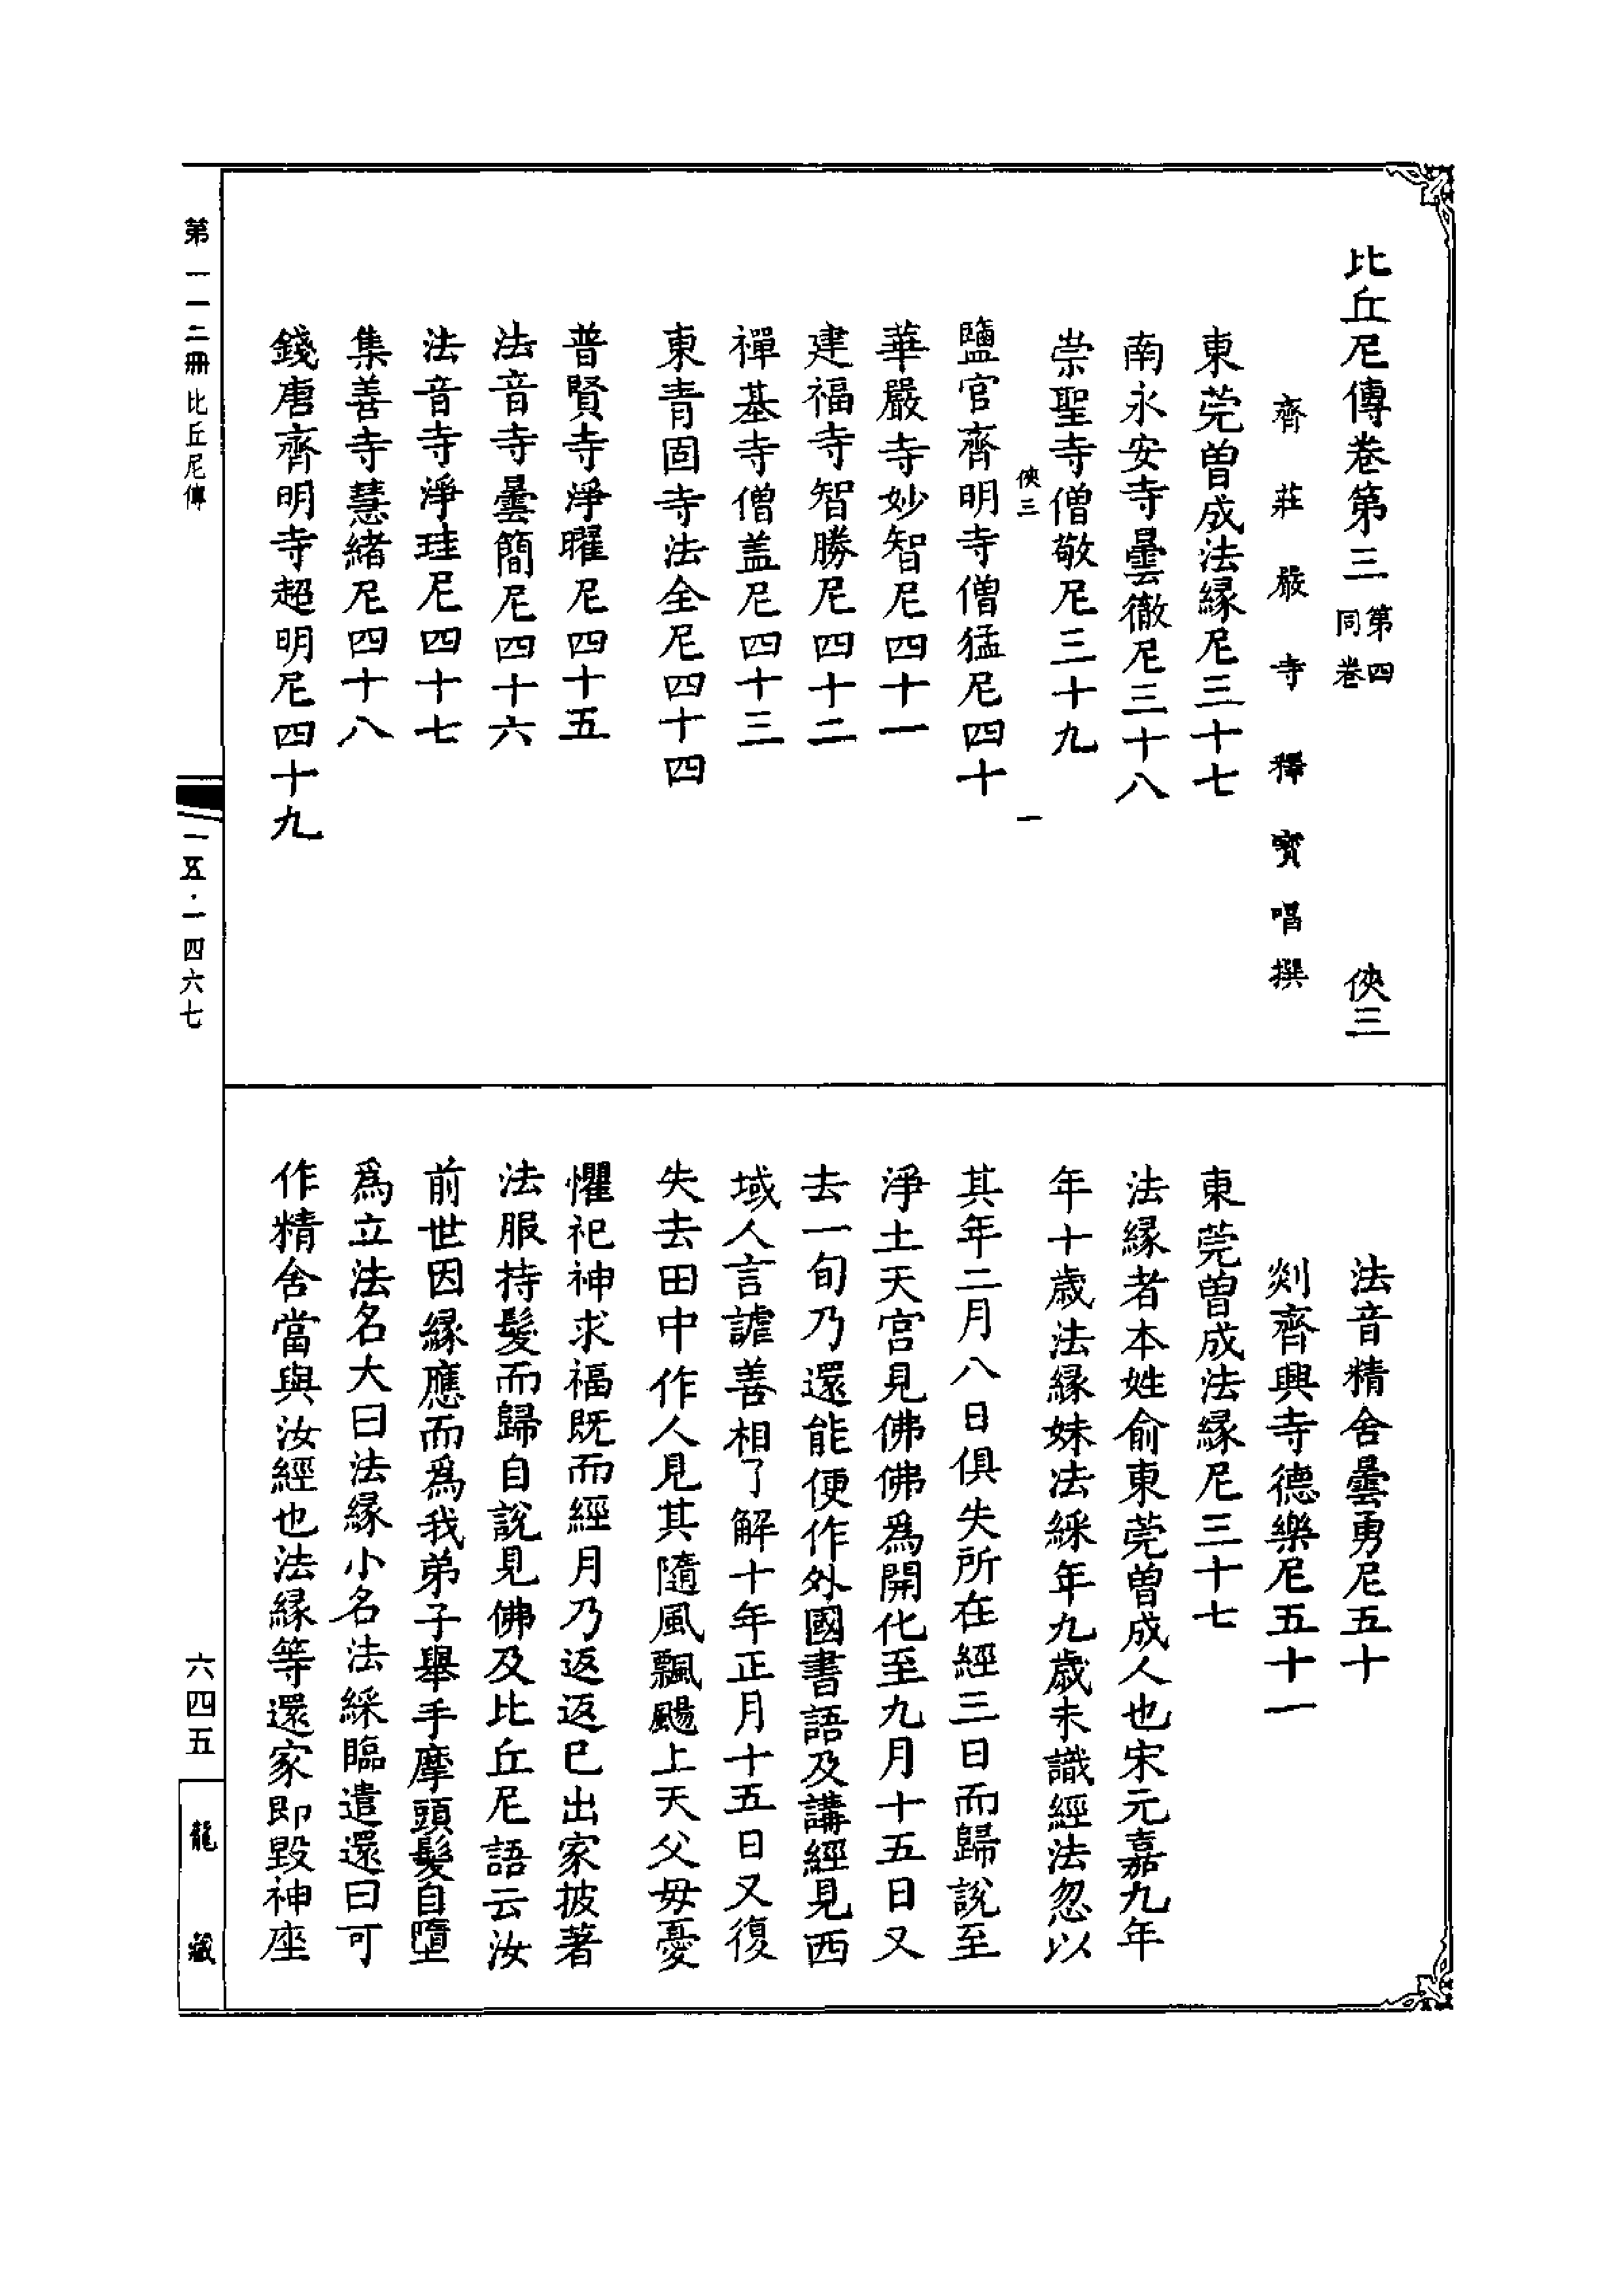 比丘尼傳卷第三 第四同卷 俠三
齊莊嚴寺釋寶唱撰
東莞曾成法緣尼三十七
南永安寺曇徹尼三十八
崇聖寺僧敬尼三十九
俠三 一
鹽官齊明寺僧猛尼四十
華嚴寺妙智尼四十一
建福寺智勝尼四十二
禪基寺僧盖尼四十三
東青園寺法全尼四十四
普賢寺淨曜尼四十五
法音寺曇簡尼四十六
法音寺淨珪尼四十七
集善寺慧緒尼四十八
錢唐齊明寺超明尼四十九
法音精舍曇勇尼五十
剡齊興寺德樂尼五十一
東莞曾成法緣尼三十七
法緣者本姓俞東莞曾成人也宋元嘉九年
年十歲法緣妹法綵年九歲未識經法忽以
其年二月八日俱失所在經三日而歸說至
淨土天宮見佛佛爲開化至九月十五日又
去一旬乃還能便作外國書語及講經見西
域人言謔善相了解十年正月十五日又復
失去田中作人見其隨風飄颺上天父母憂
懼祀神求福既而經月乃返返已出家披著
法服持髮而歸自說見佛及比丘尼語云汝
前世因緣應而爲我弟子舉手摩頭髮自墮
爲立法名大曰法緣小名法綵臨遣還曰可
作精舍當與汝經也法緣等還家即毀神座
第一一二冊 比丘尼傳
一五·一四六七
六四五
龍藏